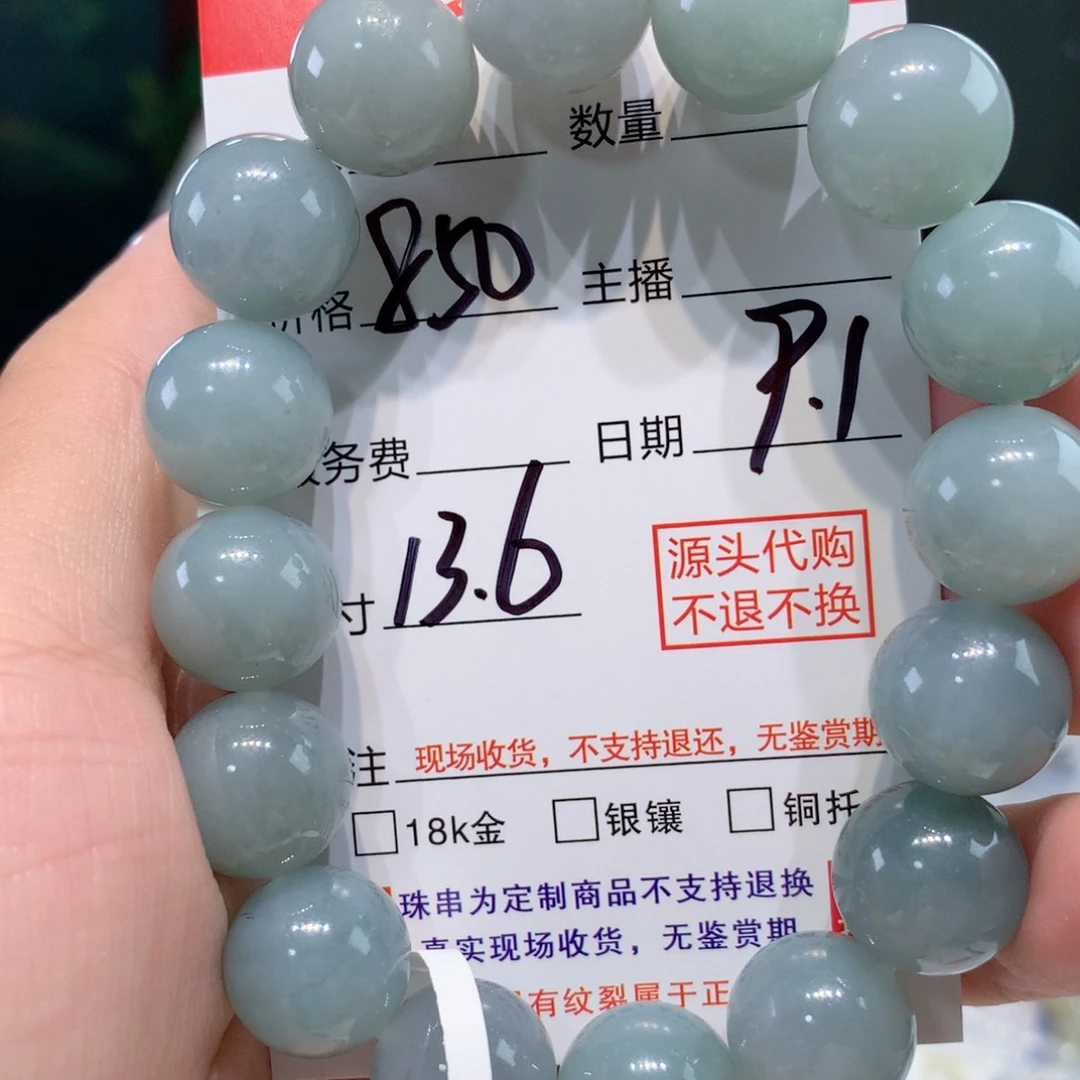 数量
价格 850 主播
务费 日期 9.1
寸 13.6
源头代购
不退不换
注 现场收货，不支持退还，无鉴赏期
18k金 银镶 铜托
珠串为定制商品不支持退换
真实现场收货，无鉴赏期
有纹裂属于正